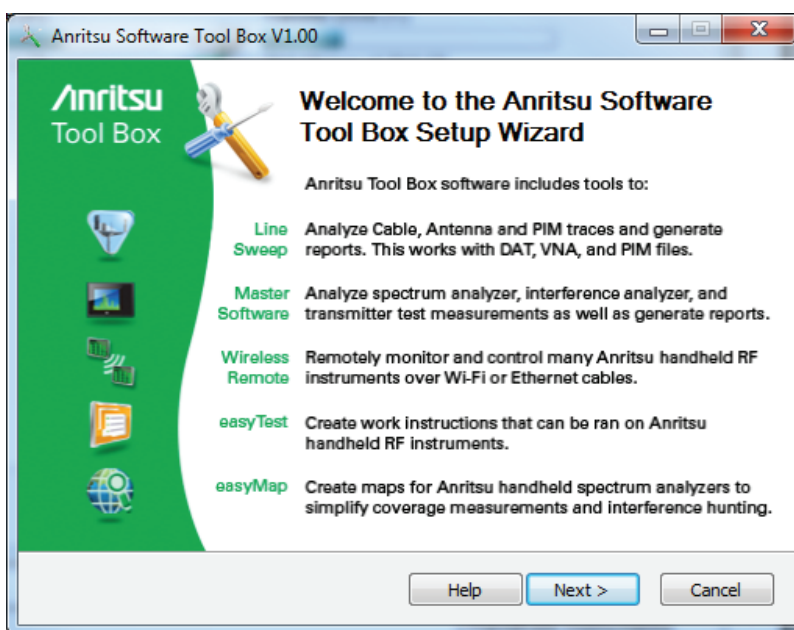 Anritsu Software Tool Box V1.00
Anritsu
Tool Box
Welcome to the Anritsu Software
Tool Box Setup Wizard
Anritsu Tool Box software includes tools to:
Line
Sweep
Analyze Cable, Antenna and PIM traces and generate
reports. This works with DAT, VNA, and PIM files.
Master
Software
Analyze spectrum analyzer, interference analyzer, and
transmitter test measurements as well as generate reports.
Wireless
Remote
Remotely monitor and control many Anritsu handheld RF
instruments over Wi-Fi or Ethernet cables.
easyTest
Create work instructions that can be ran on Anritsu
handheld RF instruments.
easyMap
Create maps for Anritsu handheld spectrum analyzers to
simplify coverage measurements and interference hunting.
Help
Next >
Cancel